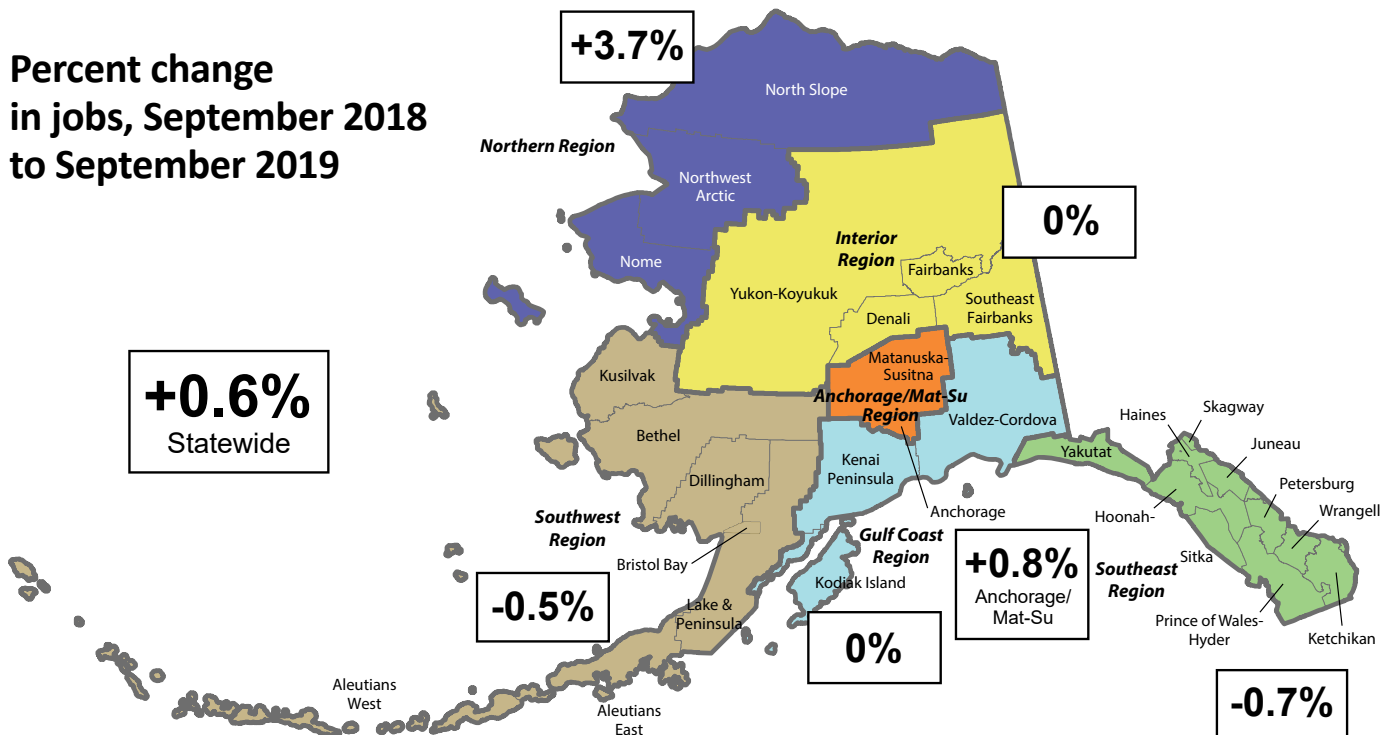 Percent change
in jobs, September 2018
to September 2019
+3.7%
North Slope
Northern Region
Northwest
Arctic
0%
Interior
Region
Nome
Fairbanks
Yukon-Koyukuk
Southeast
Fairbanks
Denali
+0.6%
Statewide
Matanuska-
Susitna
Kusilvak
Anchorage/Mat-Su
Region
Valdez-Cordova
Skagway
Haines
Bethel
Juneau
Yakutat
Kenai
Peninsula
Dillingham
Petersburg
Anchorage
Hoonah-
Wrangell
Southwest
Region
Gulf Coast
Region
Bristol Bay
+0.8%
Anchorage/
Mat-Su
Sitka
Southeast
Region
Kodiak Island
-0.5%
Lake &
Peninsula
Prince of Wales-
Hyder
Ketchikan
0%
Aleutians
West
Aleutians
East
-0.7%